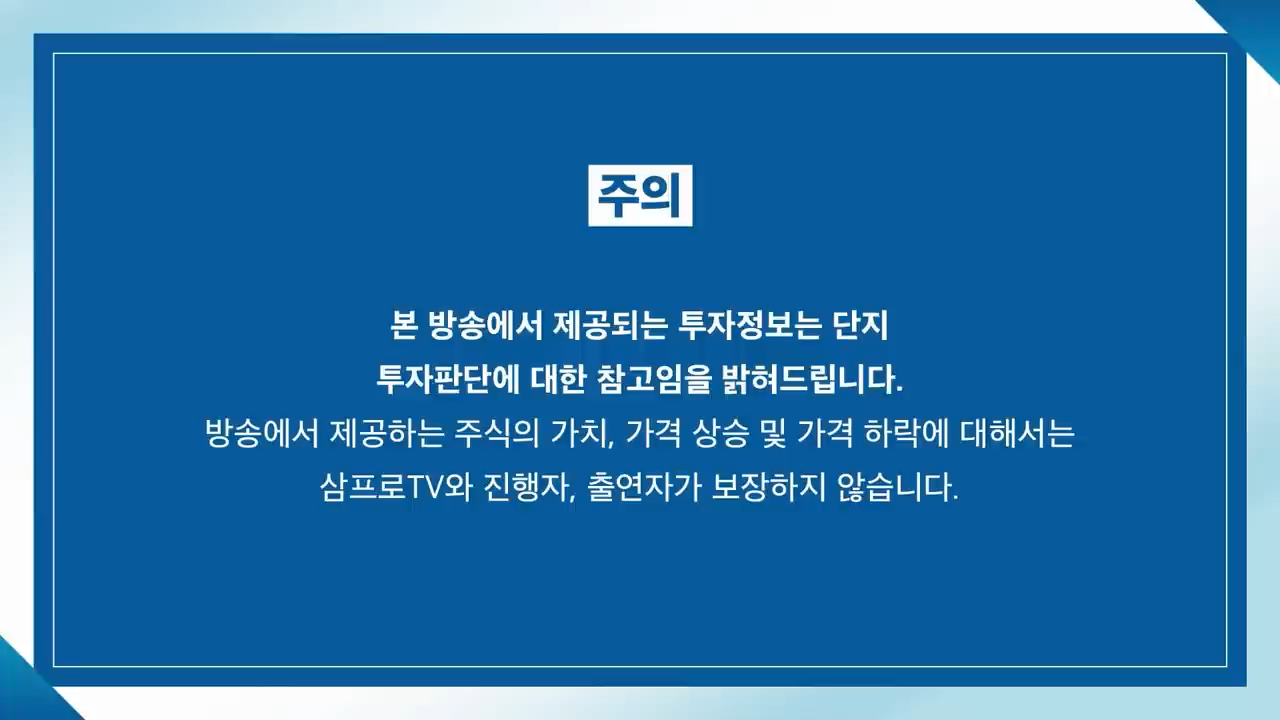 주의
본 방송에서 제공되는 투자정보는 단지
투자판단에 대한 참고임을 밝혀드립니다.
방송에서 제공하는 주식의 가치, 가격 상승 및 가격 하락에 대해서는
삼프로TV와 진행자, 출연자가 보장하지 않습니다.